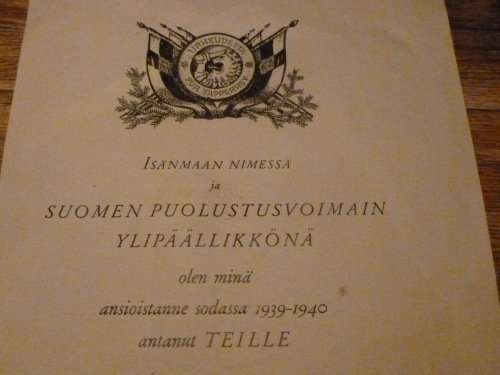 URHEUDESTA
FÖR TAPPERHET
ISÄNMAAN NIMESSÄ
ja
SUOMEN PUOLUSTUSVOIMAIN
YLIPÄÄLLIKKÖNÄ
olen minä
ansioistanne sodassa 1939-1940
antanut TEILLE